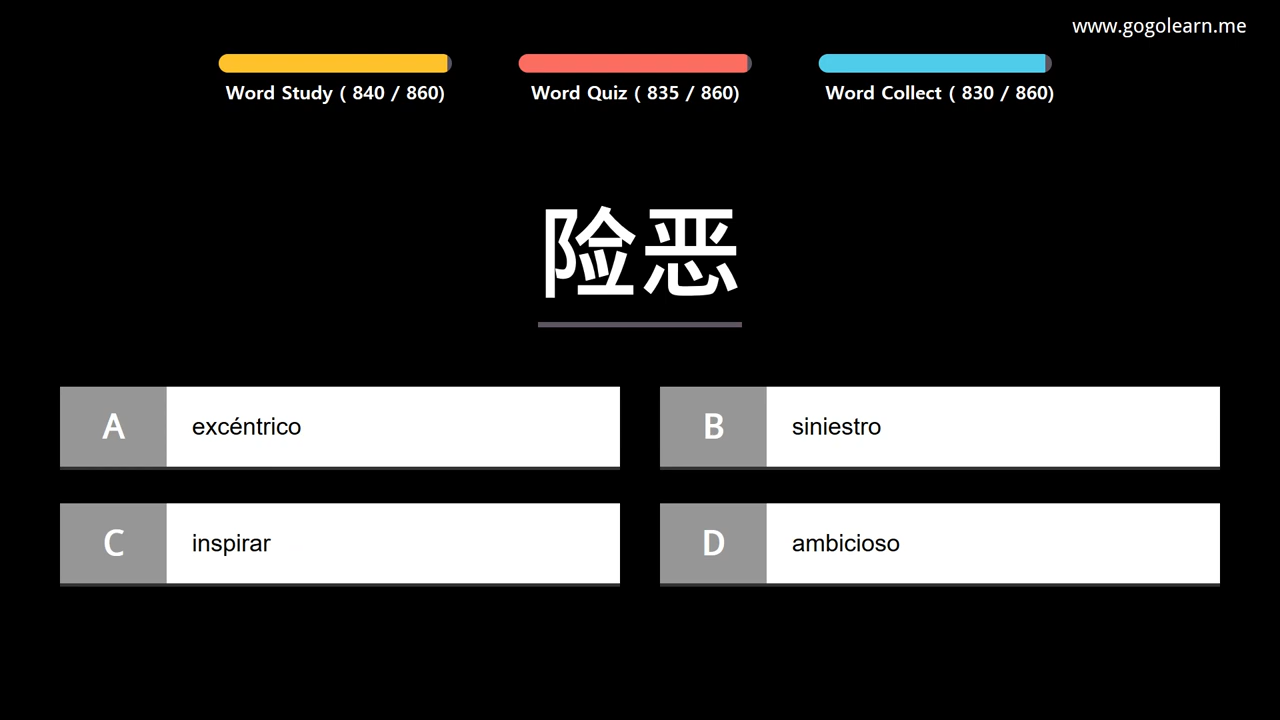 www.gogolearn.me
Word Study ( 840 / 860)
Word Quiz ( 835 / 860)
Word Collect ( 830 / 860)
险恶
A excéntrico
B siniestro
C inspirar
D ambicioso